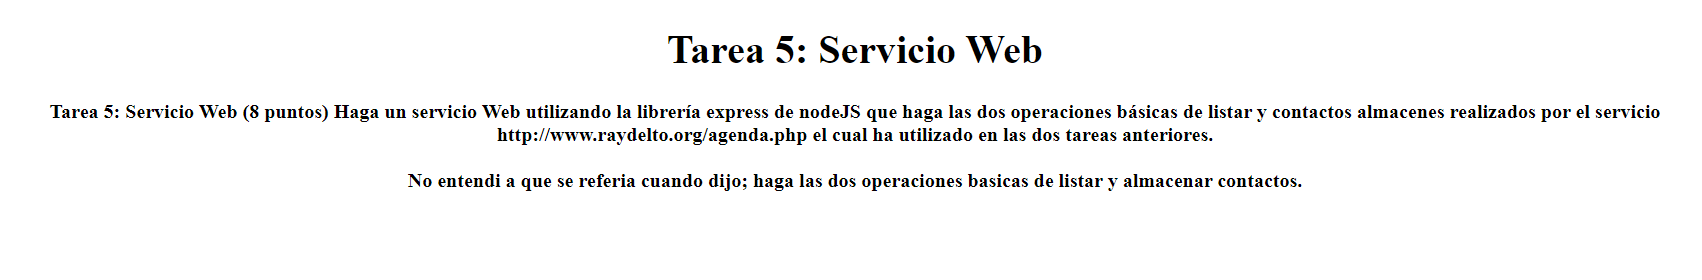 Tarea 5: Servicio Web
Tarea 5: Servicio Web (8 puntos) Haga un servicio Web utilizando la librería express de nodeJS que haga las dos operaciones básicas de listar y contactos almacenes realizados por el servicio
http://www.raydelto.org/agenda.php el cual ha utilizado en las dos tareas anteriores.
No entendi a que se referia cuando dijo; haga las dos operaciones basicas de listar y almacenar contactos.